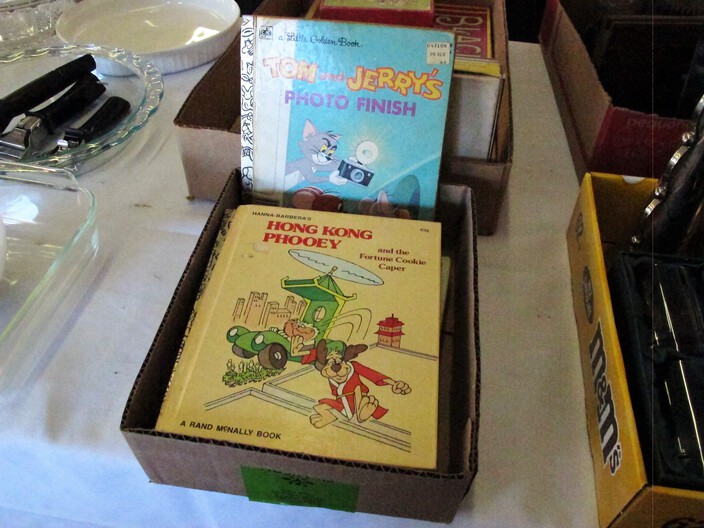 a Little Golden Book
TOM and JERRY'S
PHOTO FINISH
HANNA-BARBERA'S
HONG KONG
PHOOEY
and the
Fortune Cookie
Caper
A RAND McNALLY BOOK
m&m's